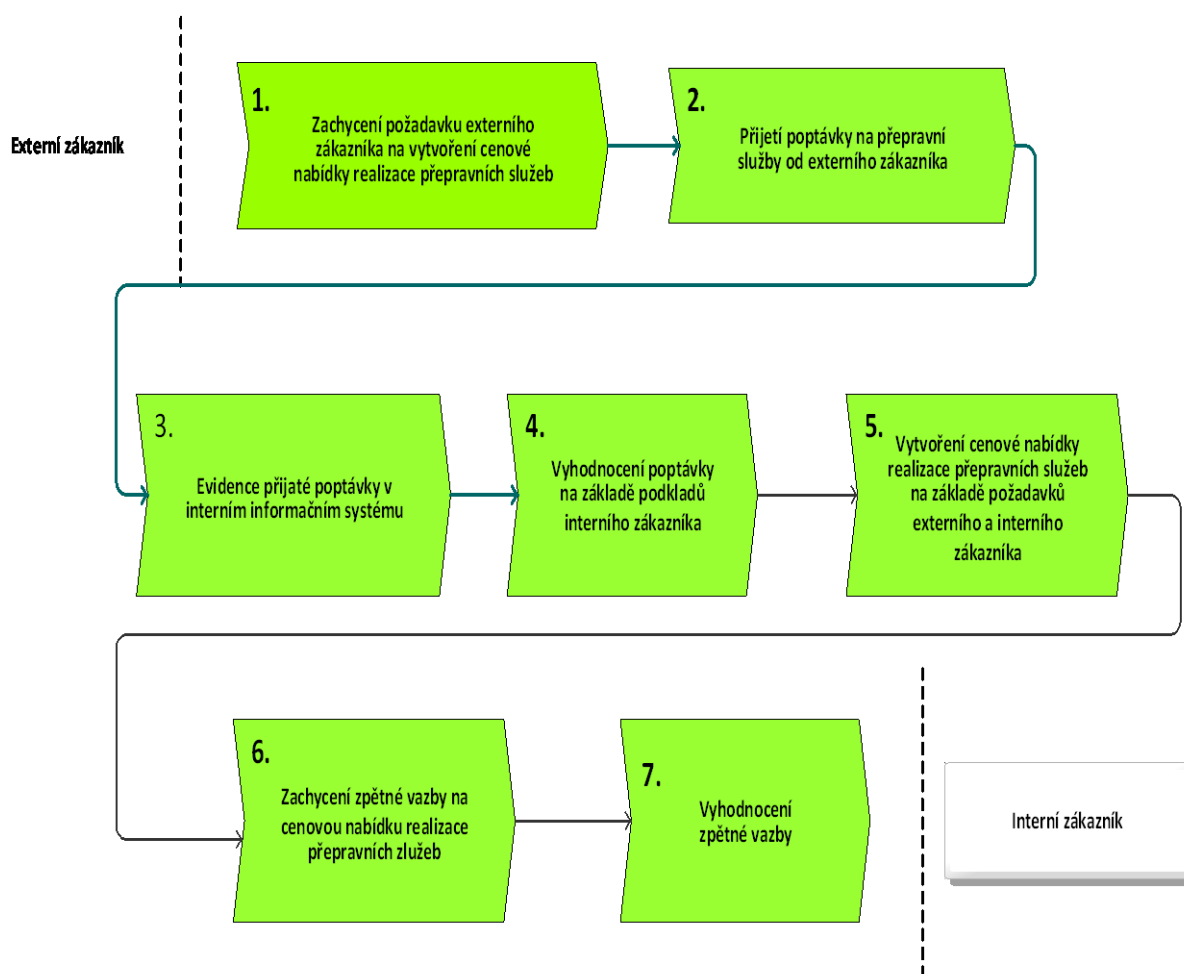 Externí zákazník
1.
Zachycení požadavku externího
zákazníka na vytvoření cenové
nabídky realizace přepravních služeb
2.
Přijetí poptávky na přepravní
služby od externího zákazníka
3.
Evidence přijaté poptávky v
interním informačním systému
4.
Vyhodnocení poptávky
na základě podkladů
interního zákazníka
5.
Vytvoření cenové nabídky
realizace přepravních služeb
na základě požadavků
externího a interního
zákazníka
6.
Zachycení zpětné vazby na
cenovou nabídku realizace
přepravních zlužeb
7.
Vyhodnocení
zpětné vazby
Interní zákazník